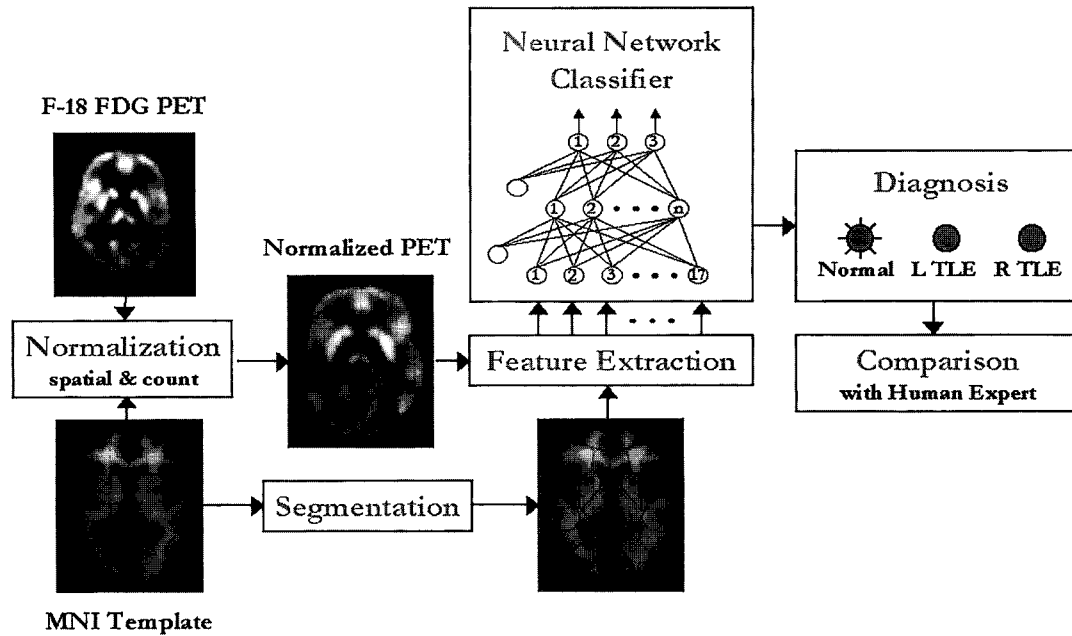 Neural Network
Classifier
F-18 FDG PET
1 2 3
1 2 • • • • n
1 2 3 • • • • 17
Normalized PET
Diagnosis
Normal L TLE R TLE
Normalization
spatial & count
Feature Extraction
Comparison
with Human Expert
Segmentation
MNI Template